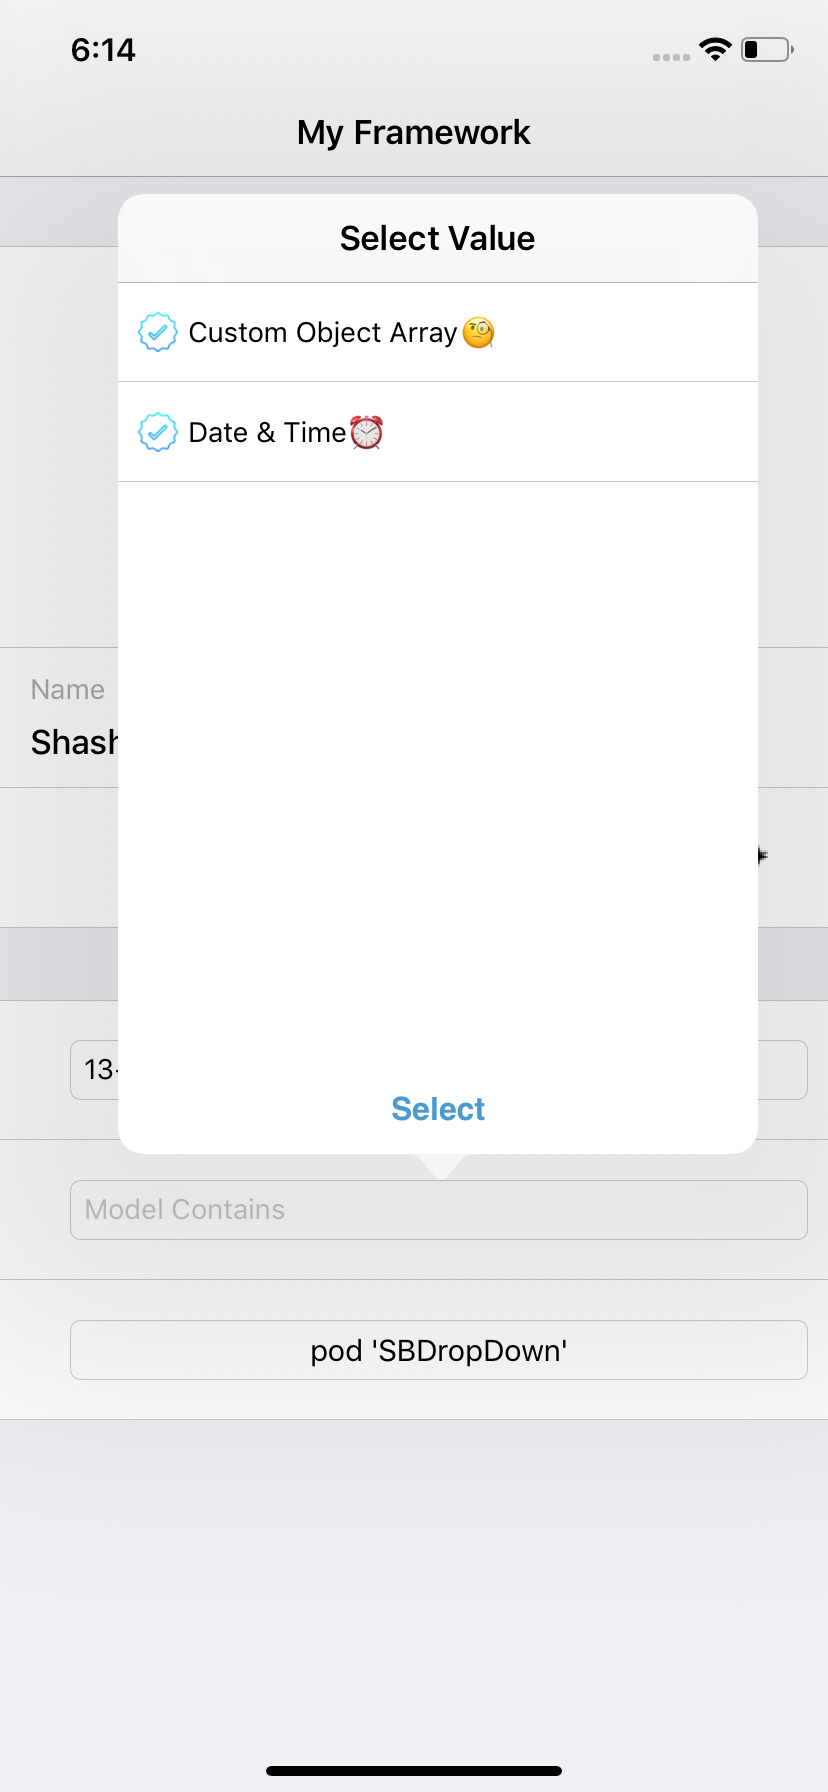 6:14
My Framework
Select Value
Custom Object Array🧐
Date & Time⏰
Name
Shash
13-
Select
Model Contains
pod 'SBDropDown'